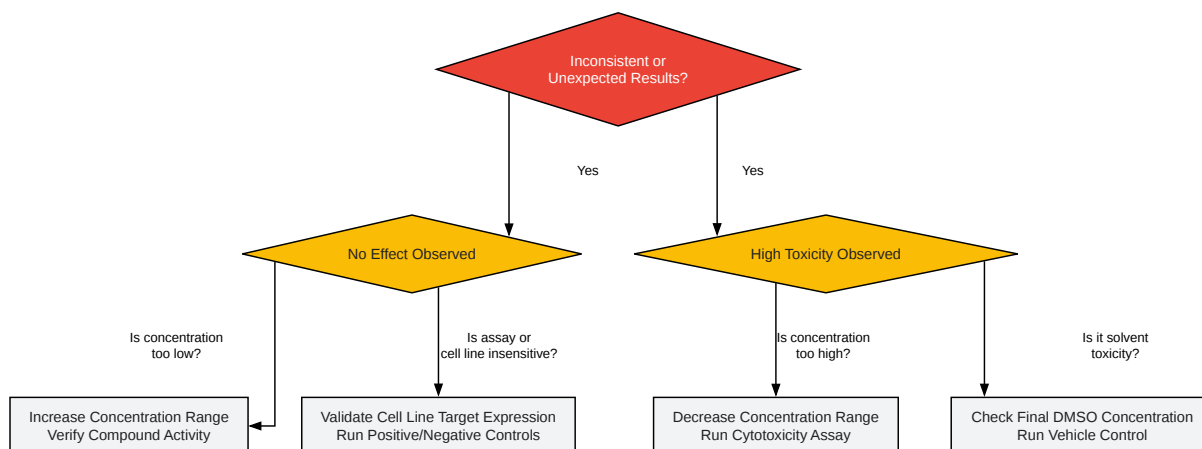 Inconsistent or
Unexpected Results?
Yes
Yes
No Effect Observed
High Toxicity Observed
Is concentration
too low?
Is assay or
cell line insensitive?
Is concentration
too high?
Is it solvent
toxicity?
Increase Concentration Range
Verify Compound Activity
Validate Cell Line Target Expression
Run Positive/Negative Controls
Decrease Concentration Range
Run Cytotoxicity Assay
Check Final DMSO Concentration
Run Vehicle Control